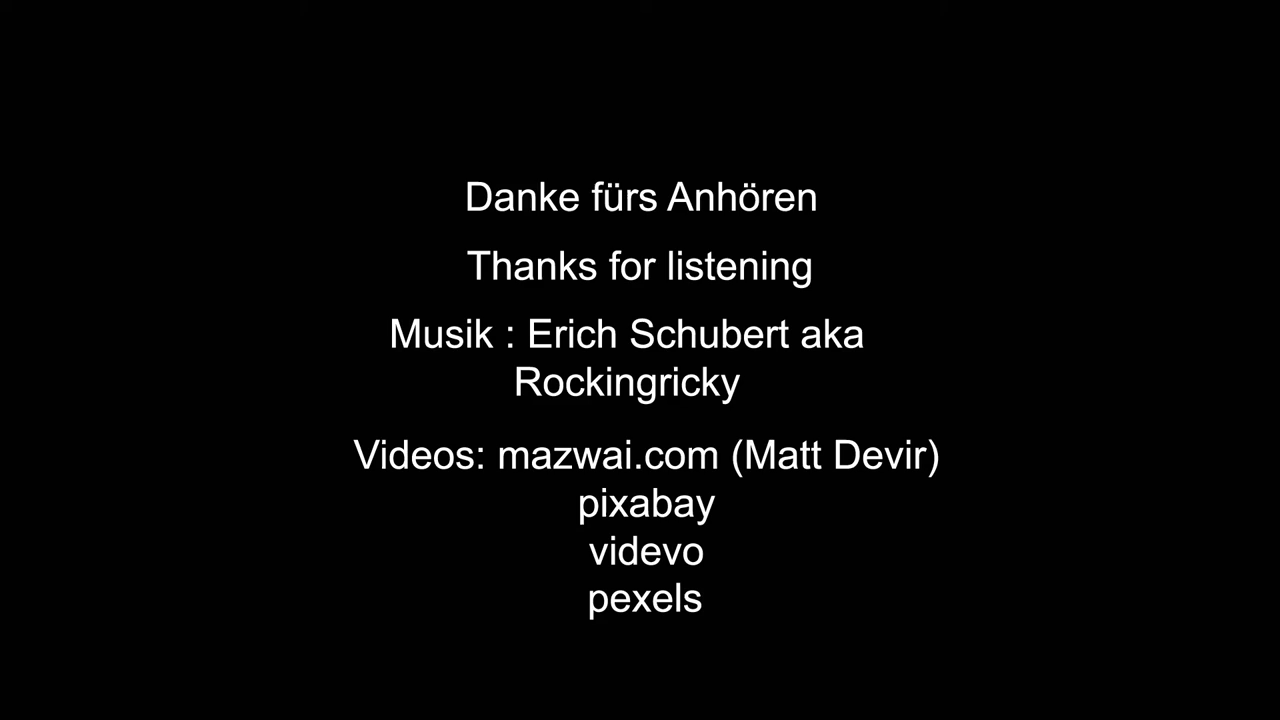 Danke fürs Anhören
Thanks for listening
Musik : Erich Schubert aka
Rockingricky
Videos: mazwai.com (Matt Devir)
pixabay
videvo
pexels